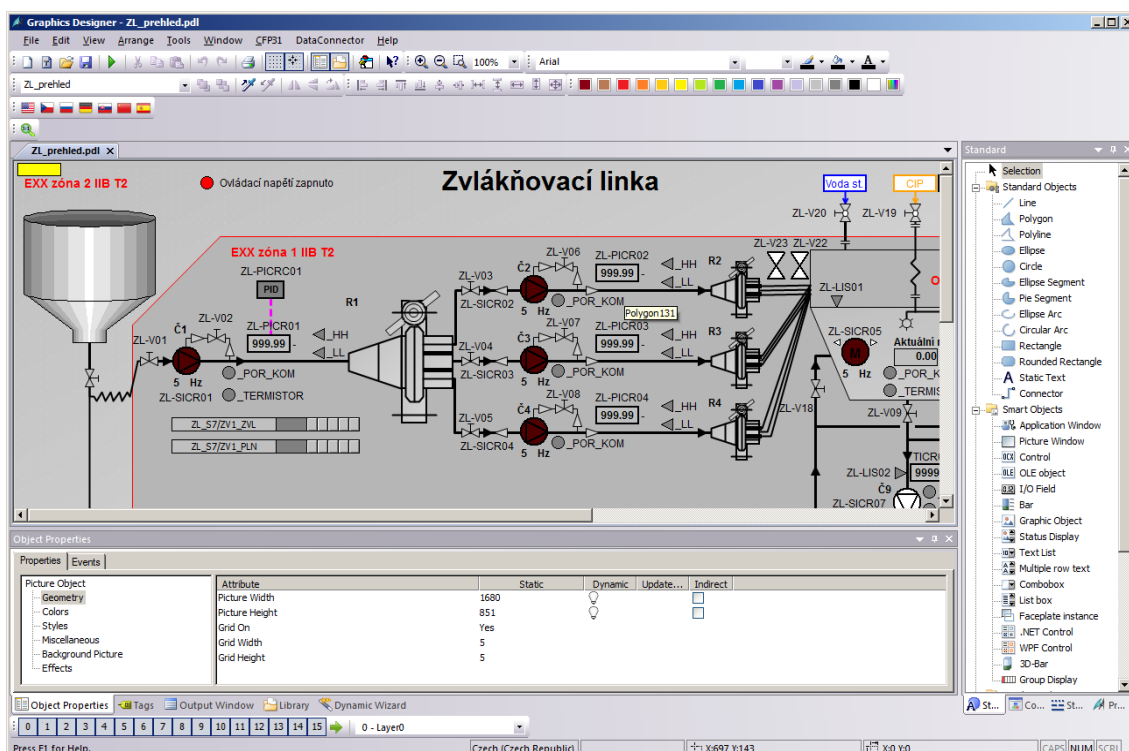 Graphics Designer - ZL_prehled.pdl
File Edit View Arrange Tools Window CFP31 DataConnector Help
100% Arial
ZL_prehled
ZL_prehled.pdl X
EXX zóna 2 IIB T2
Ovládací napětí zapnuto
Zvlákňovací linka
Voda st.
CIP
ZL-V20
ZL-V19
EXX zóna 1 IIB T2
ZL-V23 ZL-V22
ZL-PICRC01
PID
ZL-V06
ZL-PICR02
R2
Č2
999.99 -
_HH
ZL-V03
ZL-SICR02
_POR_KOM
Polygon131
ZL-LIS01
R1
ZL-V02
Č1
ZL-PICR01
999.99 -
_HH
_LL
ZL-V01
5 Hz
ZL-V07
ZL-PICR03
R3
Č3
999.99 -
_HH
_LL
ZL-V04
ZL-SICR03
5 Hz
_POR_KOM
ZL-SICR05
M
5 Hz
Aktuální
0.00
5 Hz
_POR_KOM
ZL-SICR01
_TERMISTOR
_POR_K
_TERMIS
ZL-V08
ZL-PICR04
R4
Č4
999.99 -
_HH
_LL
ZL-V05
ZL-SICR04
5 Hz
_POR_KOM
ZL-V18
ZL-V09
ZL_S7/ZV1_ZVL
ZL_S7/ZV1_PLN
TICR
ZL-LIS02
9999
Č9
ZL-SICR07
Standard
Selection
Standard Objects
Line
Polygon
Polyline
Ellipse
Circle
Ellipse Segment
Pie Segment
Ellipse Arc
Circular Arc
Rectangle
Rounded Rectangle
A Static Text
Connector
Smart Objects
Application Window
Picture Window
OCX Control
OLE OLE object
0.12 I/O Field
Bar
Graphic Object
Status Display
Text List
Multiple row text
Combobox
List box
Faceplate instance
.NET Control
WPF Control
3D-Bar
Group Display
St... Co... St... Pr...
Object Properties
Properties Events
Picture Object
Geometry
Colors
Styles
Miscellaneous
Background Picture
Effects
Attribute Static Dynamic Update... Indirect
Picture Width 1680
Picture Height 851
Grid On Yes
Grid Width 5
Grid Height 5
Object Properties Tags Output Window Library Dynamic Wizard
0 1 2 3 4 5 6 7 8 9 10 11 12 13 14 15 0 - Layer0
Press F1 for Help. Czech (Czech Republic) X:697 Y:143 X:0 Y:0 CAPS NUM SCRL